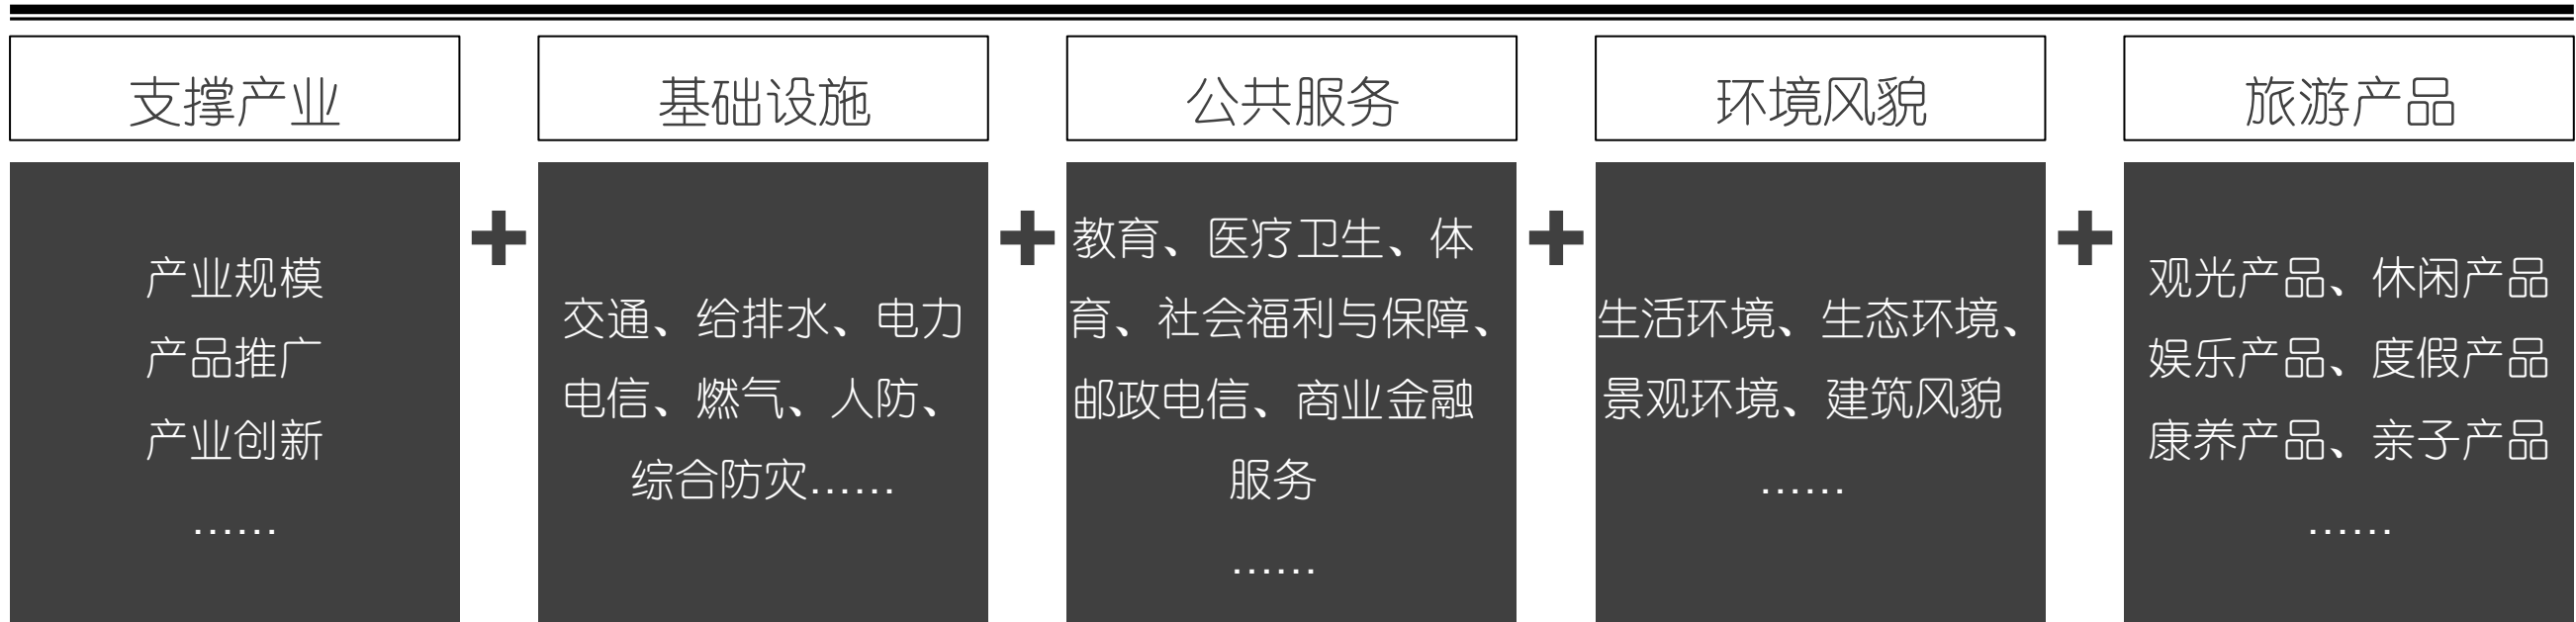 支撑产业
产业规模
产品推广
产业创新
……
基础设施
交通、给排水、电力
电信、燃气、人防、
综合防灾……
公共服务
教育、医疗卫生、体
育、社会福利与保障、
邮政电信、商业金融
服务
……
环境风貌
生活环境、生态环境、
景观环境、建筑风貌
……
旅游产品
观光产品、休闲产品
娱乐产品、度假产品
康养产品、亲子产品
……